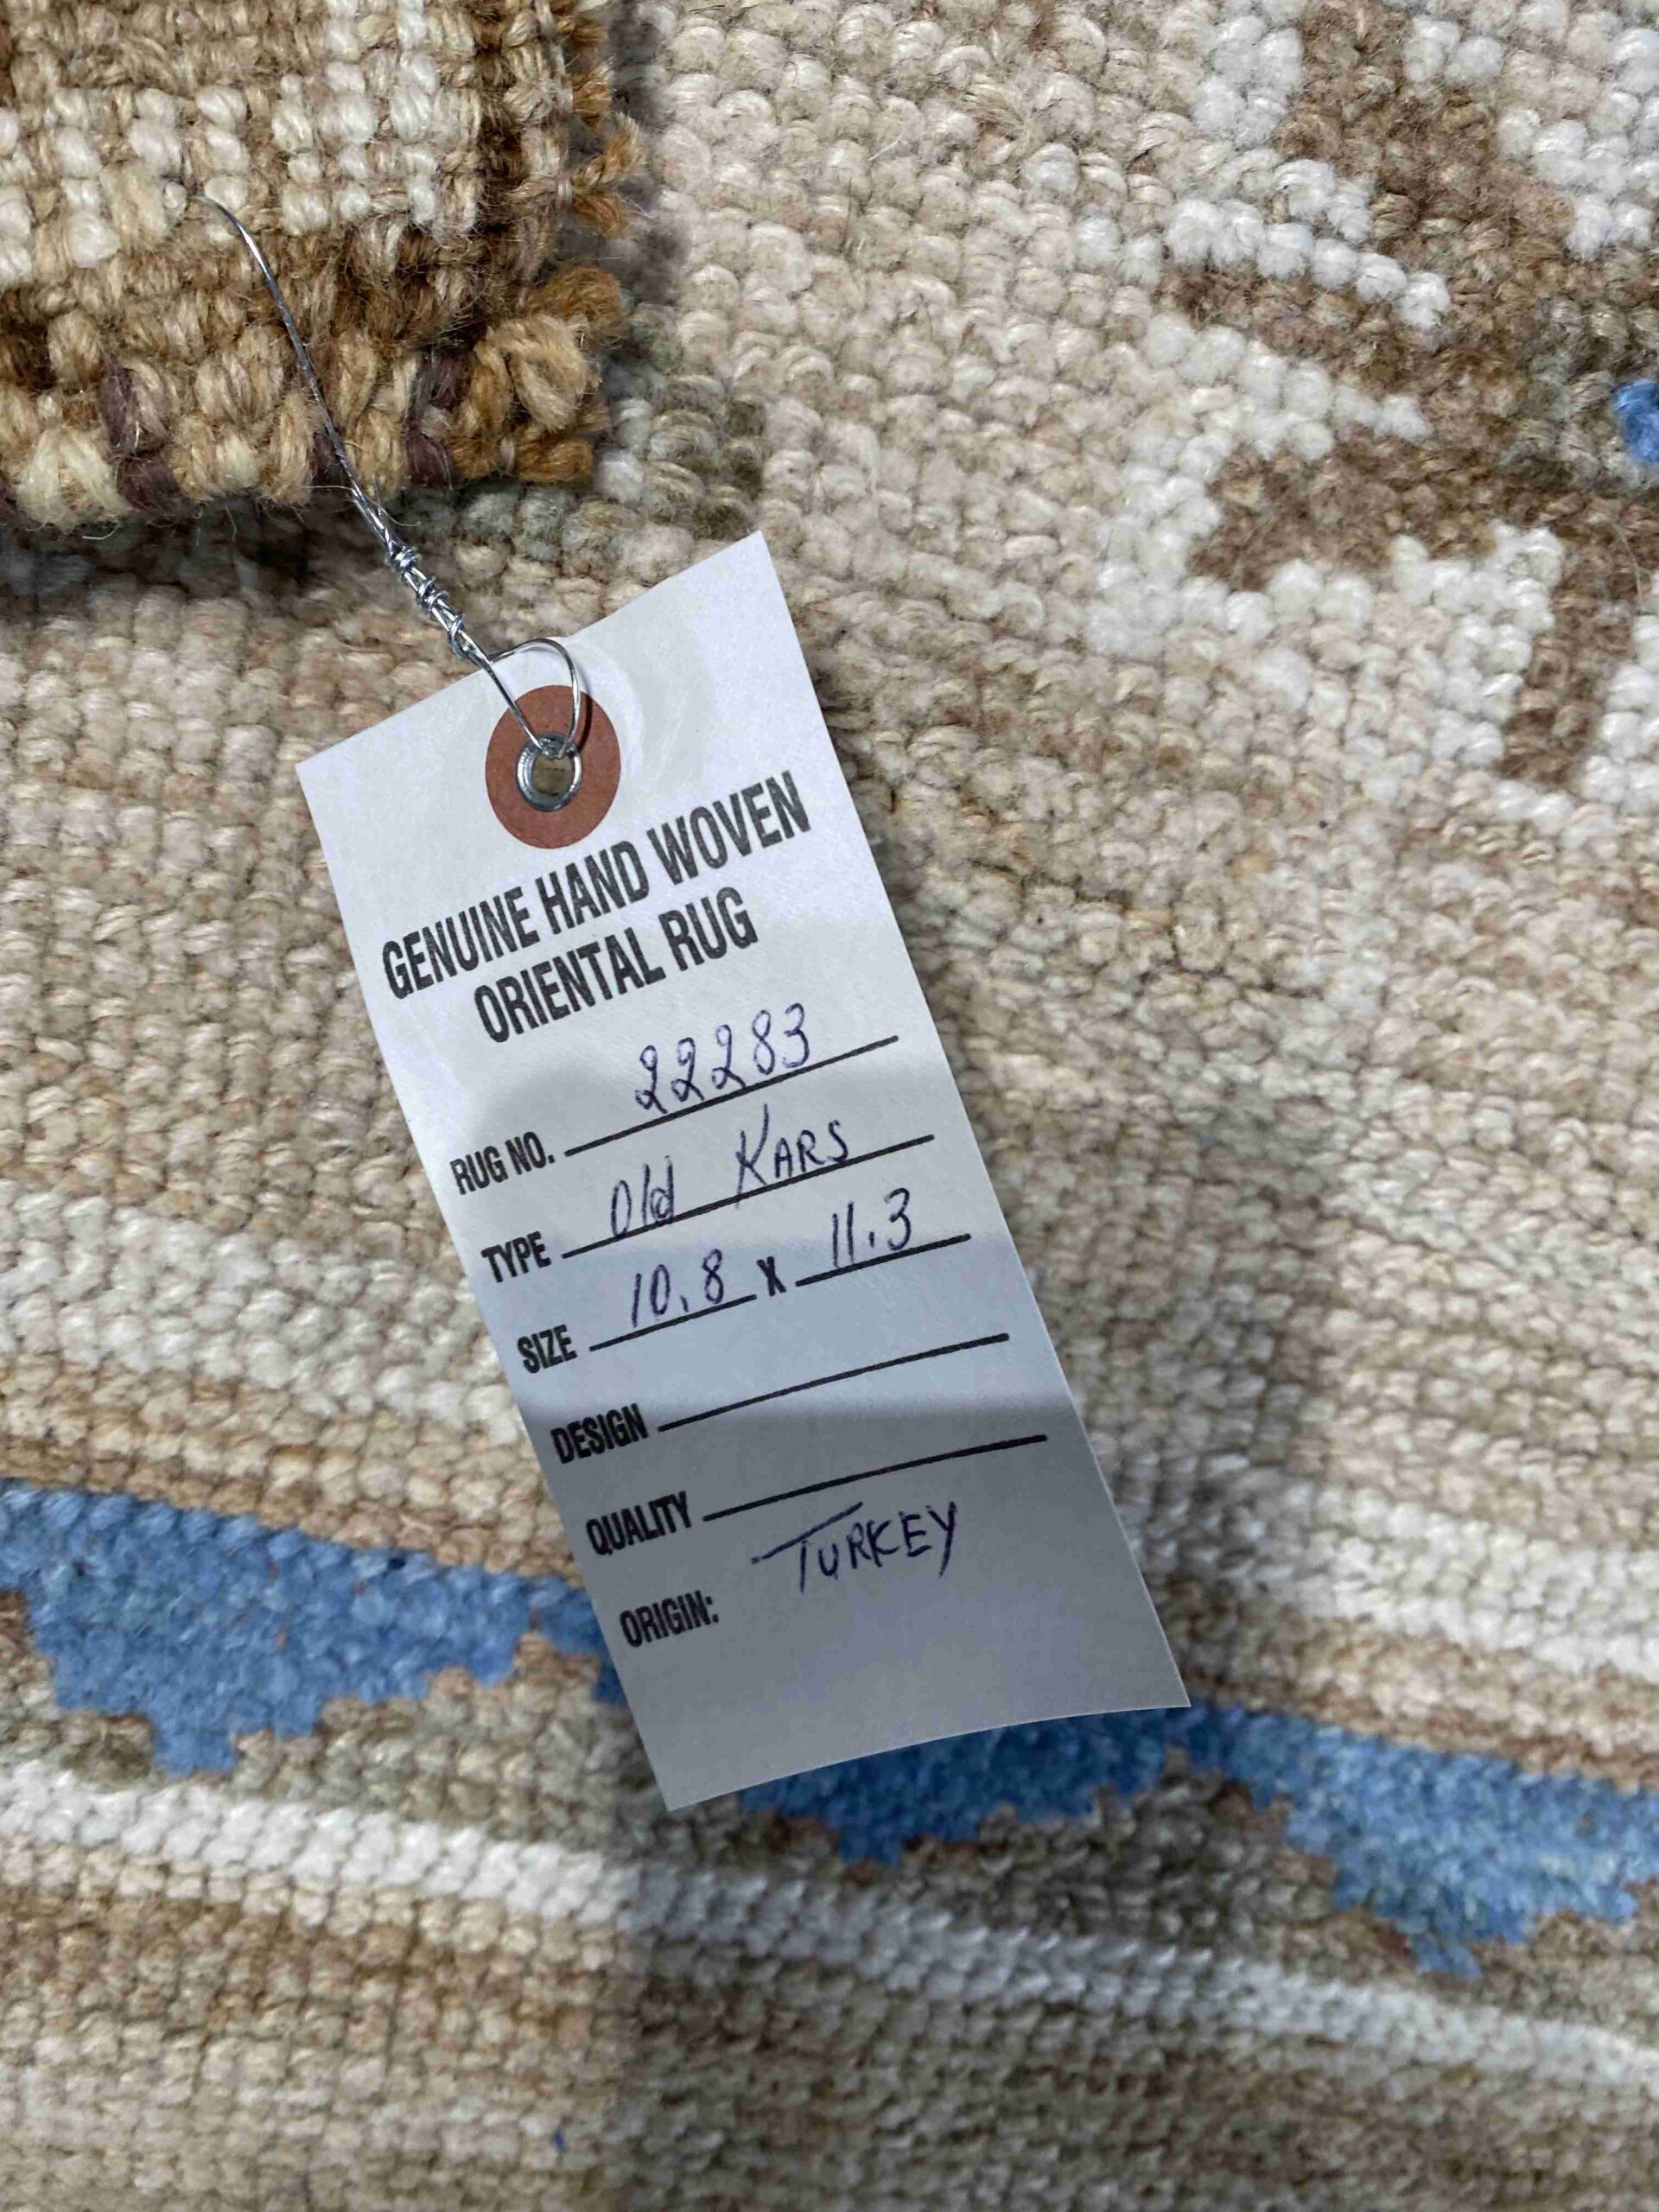 GENUINE HAND WOVEN
ORIENTAL RUG
RUG NO. 22283
TYPE Old KARS
SIZE 10.8 X 11.3
DESIGN
QUALITY
ORIGIN: TURKEY